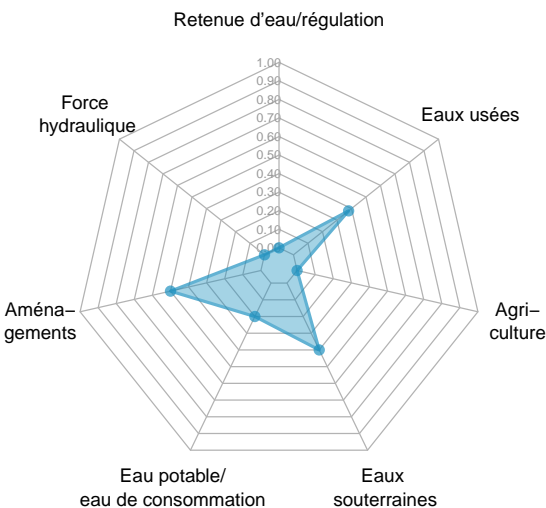 Retenue d'eau/régulation
1.00
0.90
0.80
0.70
0.60
0.50
0.40
0.30
0.20
0.10
0.00
Eaux usées
Agri−
culture
Eaux
souterraines
Eau potable/
eau de consommation
Aména−
gements
Force
hydraulique